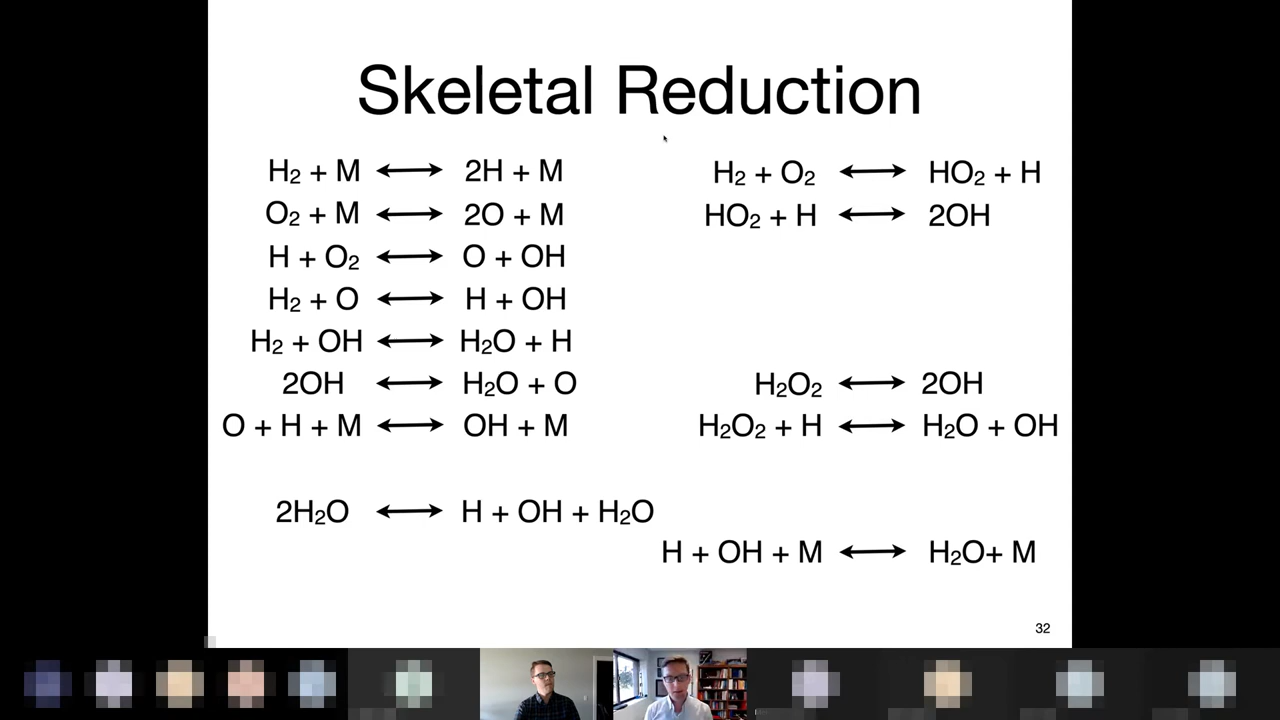 Skeletal Reduction
H₂ + M ⟷ 2H + M
O₂ + M ⟷ 2O + M
H + O₂ ⟷ O + OH
H₂ + O ⟷ H + OH
H₂ + OH ⟷ H₂O + H
2OH ⟷ H₂O + O
O + H + M ⟷ OH + M
2H₂O ⟷ H + OH + H₂O
H₂ + O₂ ⟷ HO₂ + H
HO₂ + H ⟷ 2OH
H₂O₂ ⟷ 2OH
H₂O₂ + H ⟷ H₂O + OH
H + OH + M ⟷ H₂O+ M
32